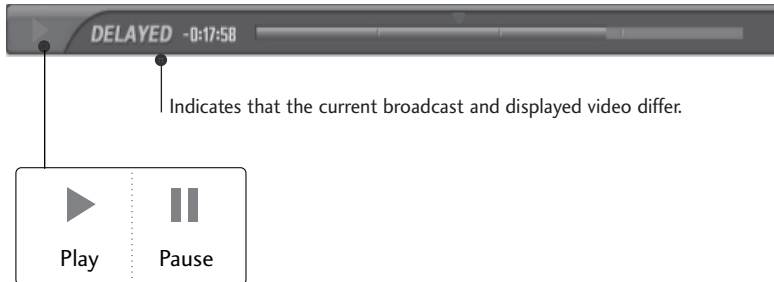 DELAYED -0:17:58
Indicates that the current broadcast and displayed video differ.
Play Pause